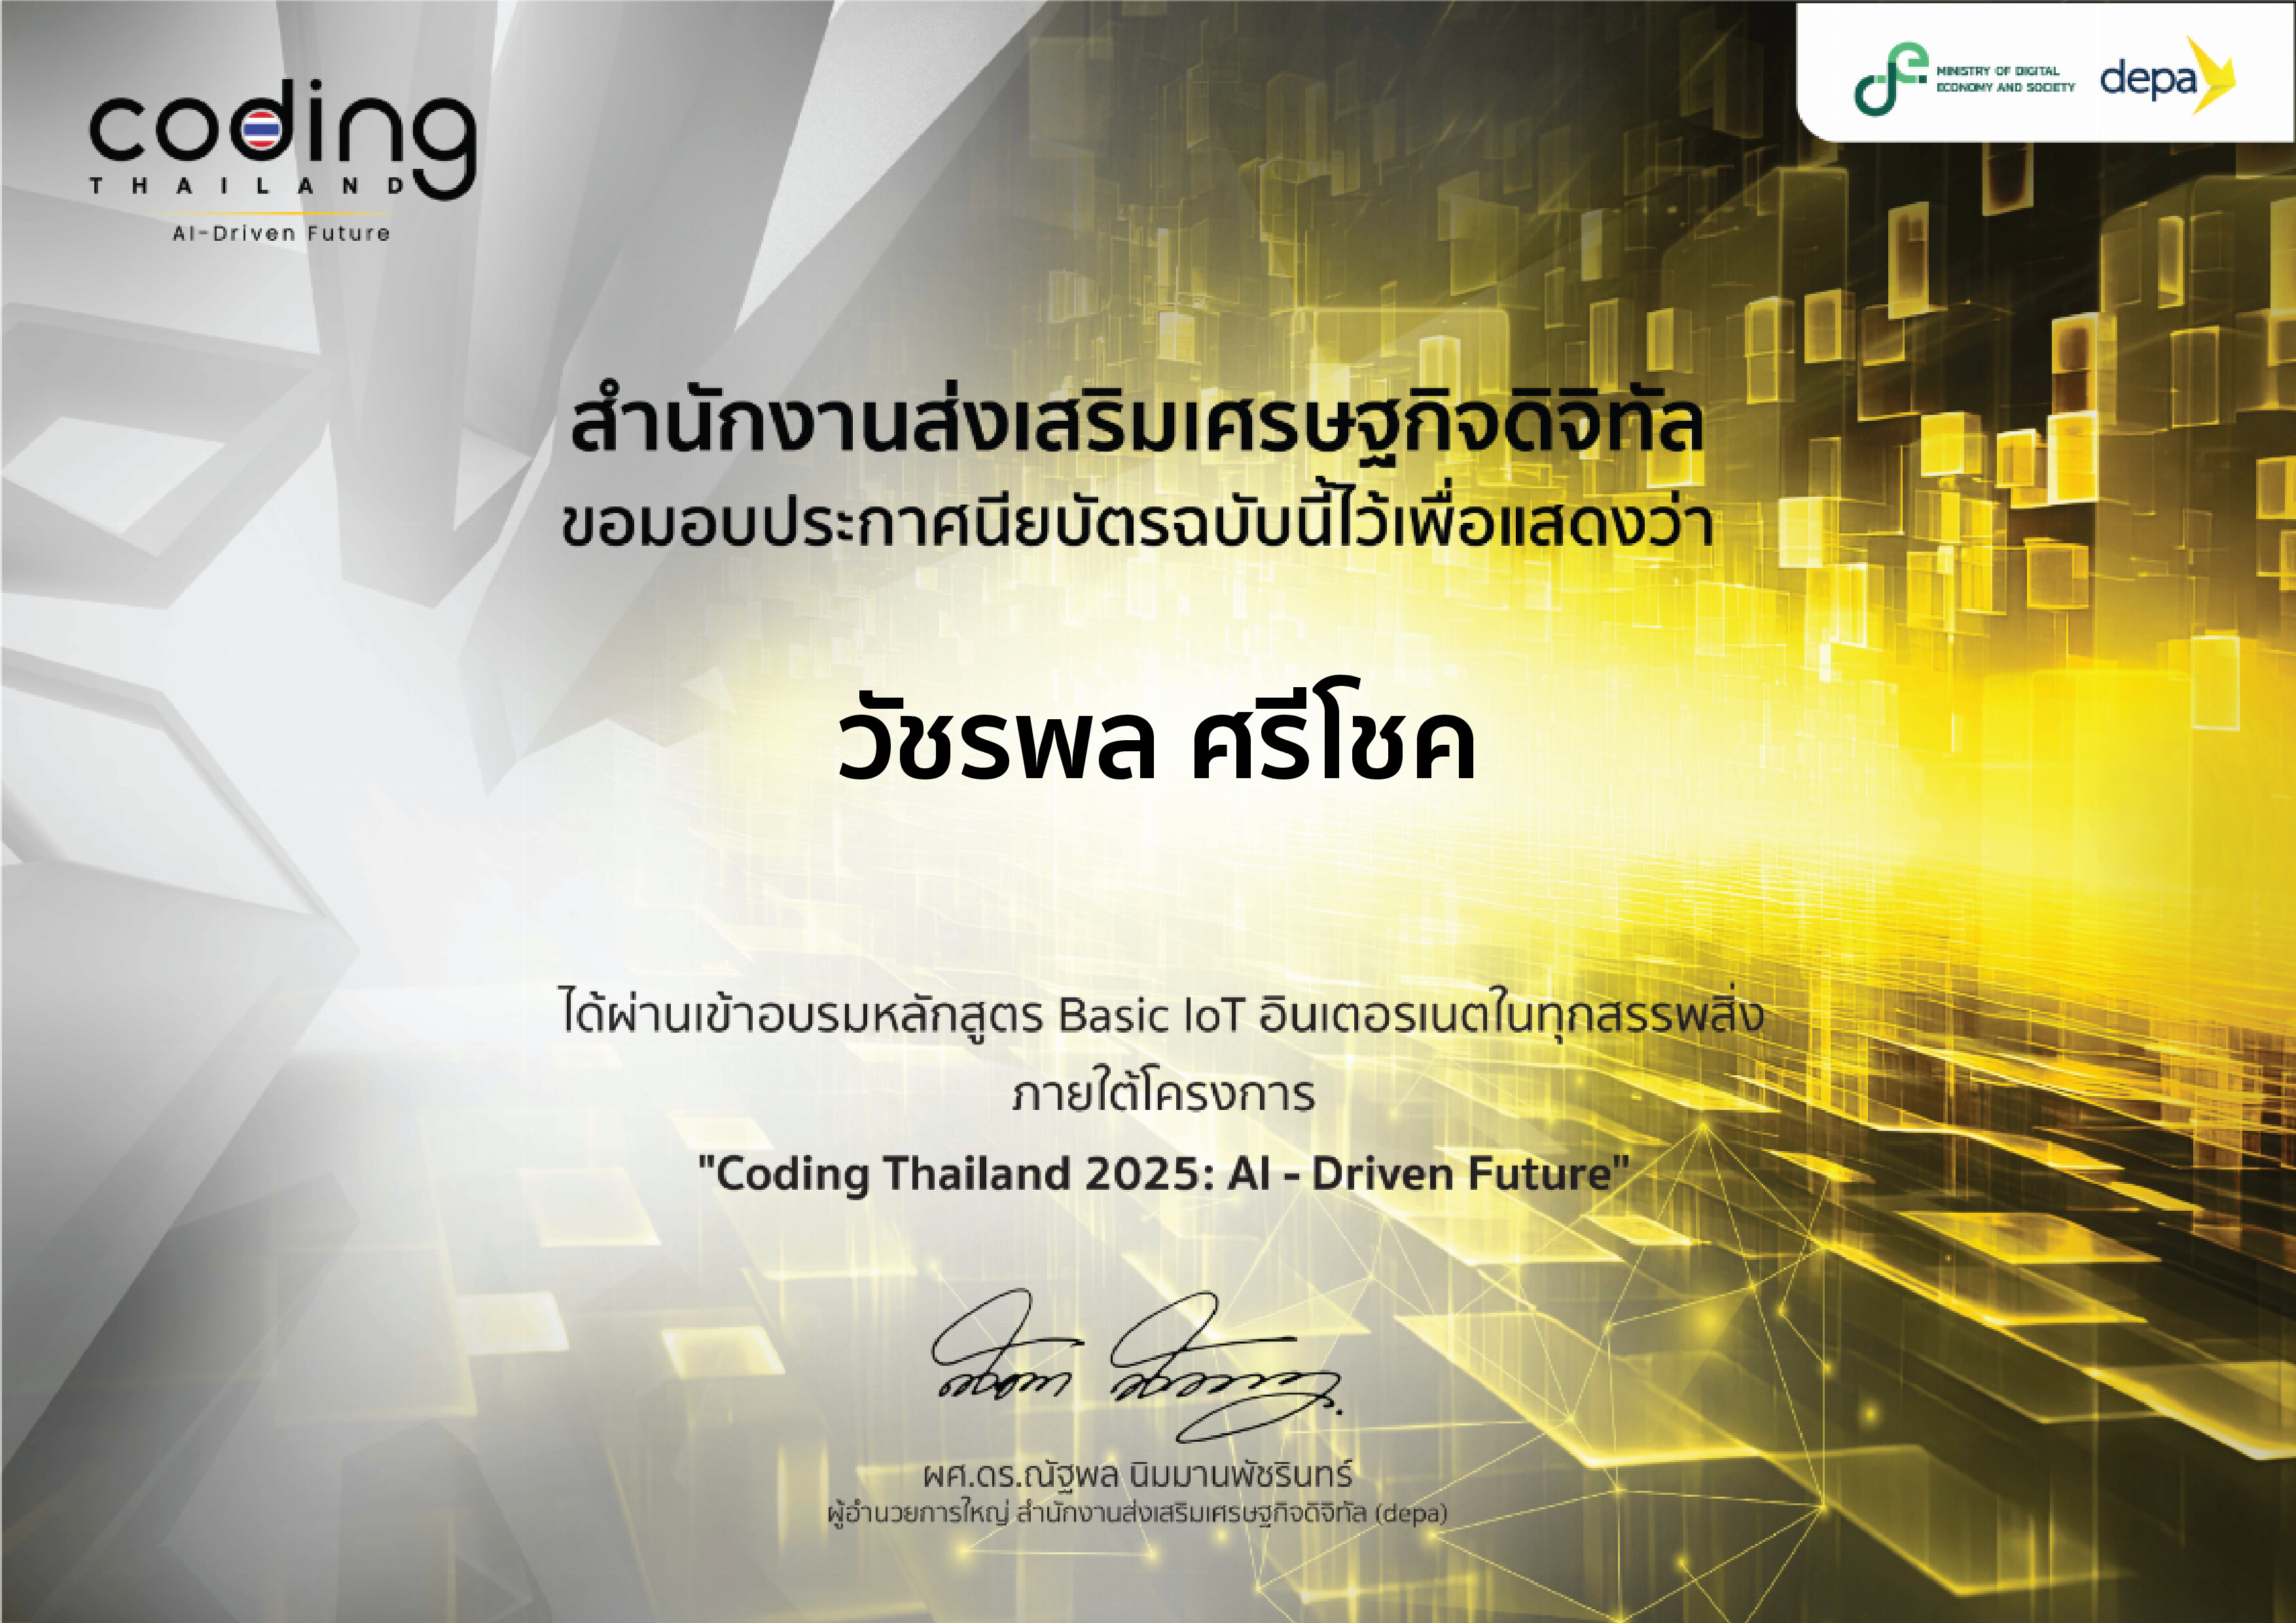 coding
THAILAND
AI-Driven Future
MINISTRY OF DIGITAL
ECONOMY AND SOCIETY
depa
สำนักงานส่งเสริมเศรษฐกิจดิจิทัล
ขอมอบประกาศนียบัตรฉบับนี้ไว้เพื่อแสดงว่า
วัชรพล ศรีโชค
ได้ผ่านเข้าอบรมหลักสูตร Basic IoT อินเตอรเนตในทุกสรรพสิ่ง
ภายใต้โครงการ
"Coding Thailand 2025: AI - Driven Future"
ผศ.ดร.ณัฐพล นิมมานพัชรินทร์
ผู้อำนวยการใหญ่ สำนักงานส่งเสริมเศรษฐกิจดิจิทัล (depa)